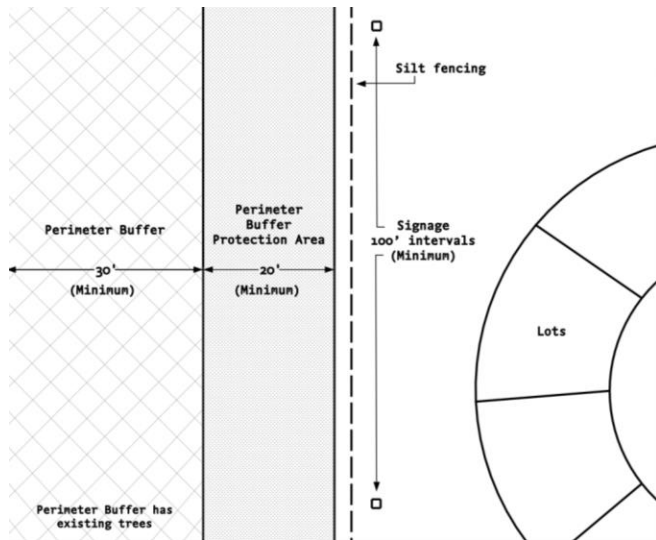 Silt fencing
Perimeter
Buffer
Protection Area
Perimeter Buffer
Signage
100' intervals
(Minimum)
30'
(Minimum)
20'
(Minimum)
Lots
Perimeter Buffer has
existing trees